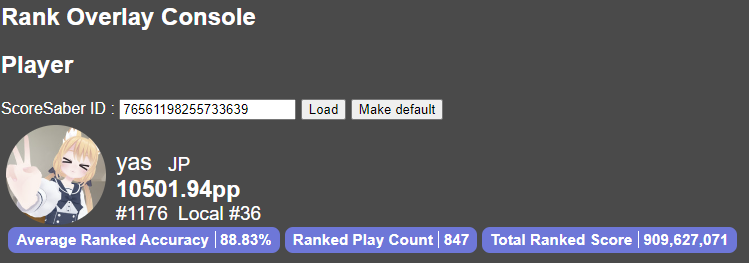 Rank Overlay Console
Player
ScoreSaber ID : 76561198255733639 Load Make default
yas JP
10501.94pp
#1176 Local #36
Average Ranked Accuracy 88.83% Ranked Play Count 847 Total Ranked Score 909,627,071